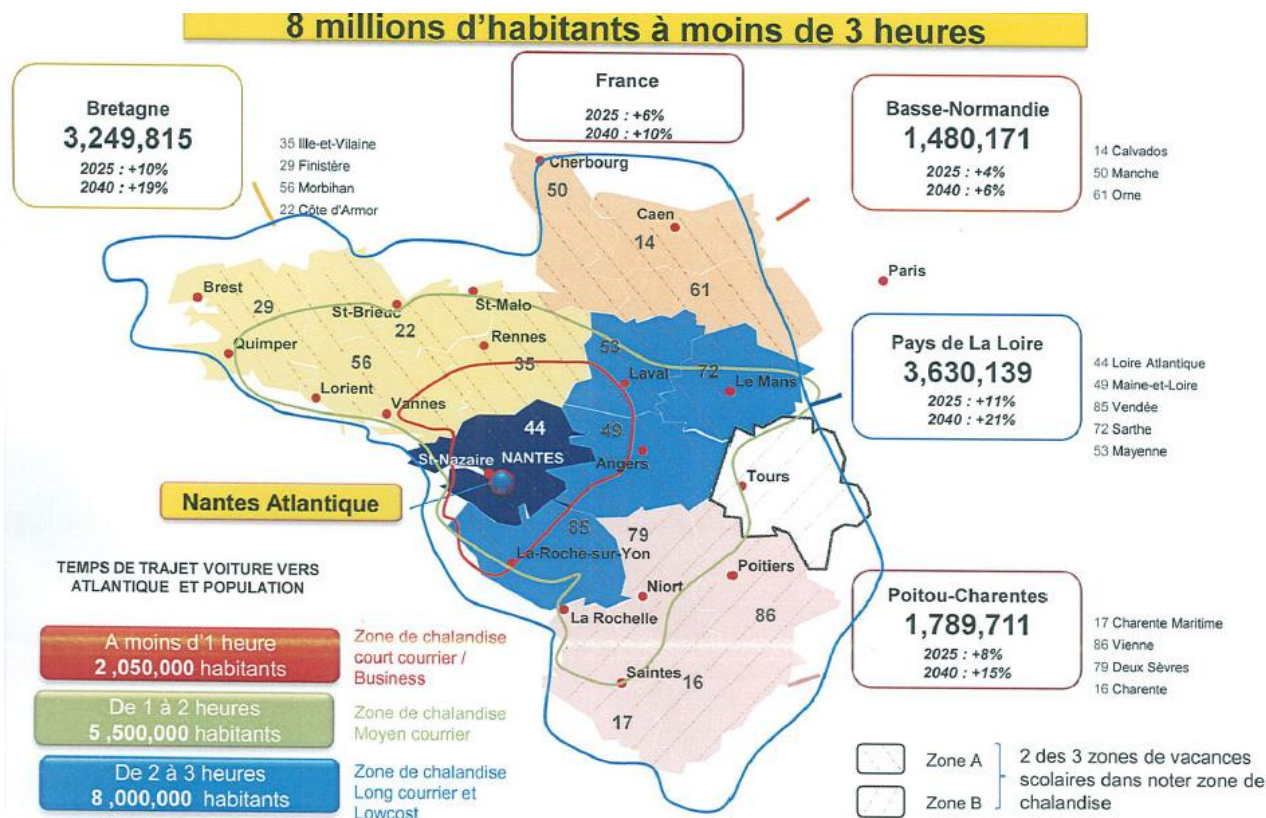 8 millions d'habitants à moins de 3 heures
Bretagne
3,249,815
2025 : +10%
2040 : +19%
35 Ille-et-Vilaine
29 Finistère
56 Morbihan
22 Côte d'Armor
France
2025 : +6%
2040 : +10%
Basse-Normandie
1,480,171
2025 : +4%
2040 : +6%
14 Calvados
50 Manche
61 Orne
Cherbourg
50
Caen
14
61
Paris
Brest
29
St-Brieuc
22
St-Malo
Rennes
35
Quimper
56
Lorient
Vannes
53
Laval
72
Le Mans
44
St-Nazaire NANTES
49
Angers
Tours
Nantes Atlantique
85
La-Roche-sur-Yon
79
Niort
Poitiers
La Rochelle
86
Saintes
16
17
Pays de La Loire
3,630,139
2025 : +11%
2040 : +21%
44 Loire Atlantique
49 Maine-et-Loire
85 Vendée
72 Sarthe
53 Mayenne
Poitou-Charentes
1,789,711
2025 : +8%
2040 : +15%
17 Charente Maritime
86 Vienne
79 Deux Sèvres
16 Charente
TEMPS DE TRAJET VOITURE VERS
ATLANTIQUE ET POPULATION
A moins d'1 heure
2 ,050,000 habitants
Zone de chalandise
court courrier /
Business
De 1 à 2 heures
5 ,500,000 habitants
Zone de chalandise
Moyen courrier
De 2 à 3 heures
8 ,000,000 habitants
Zone de chalandise
Long courrier et
Lowcost
Zone A
Zone B
2 des 3 zones de vacances
scolaires dans noter zone de
chalandise